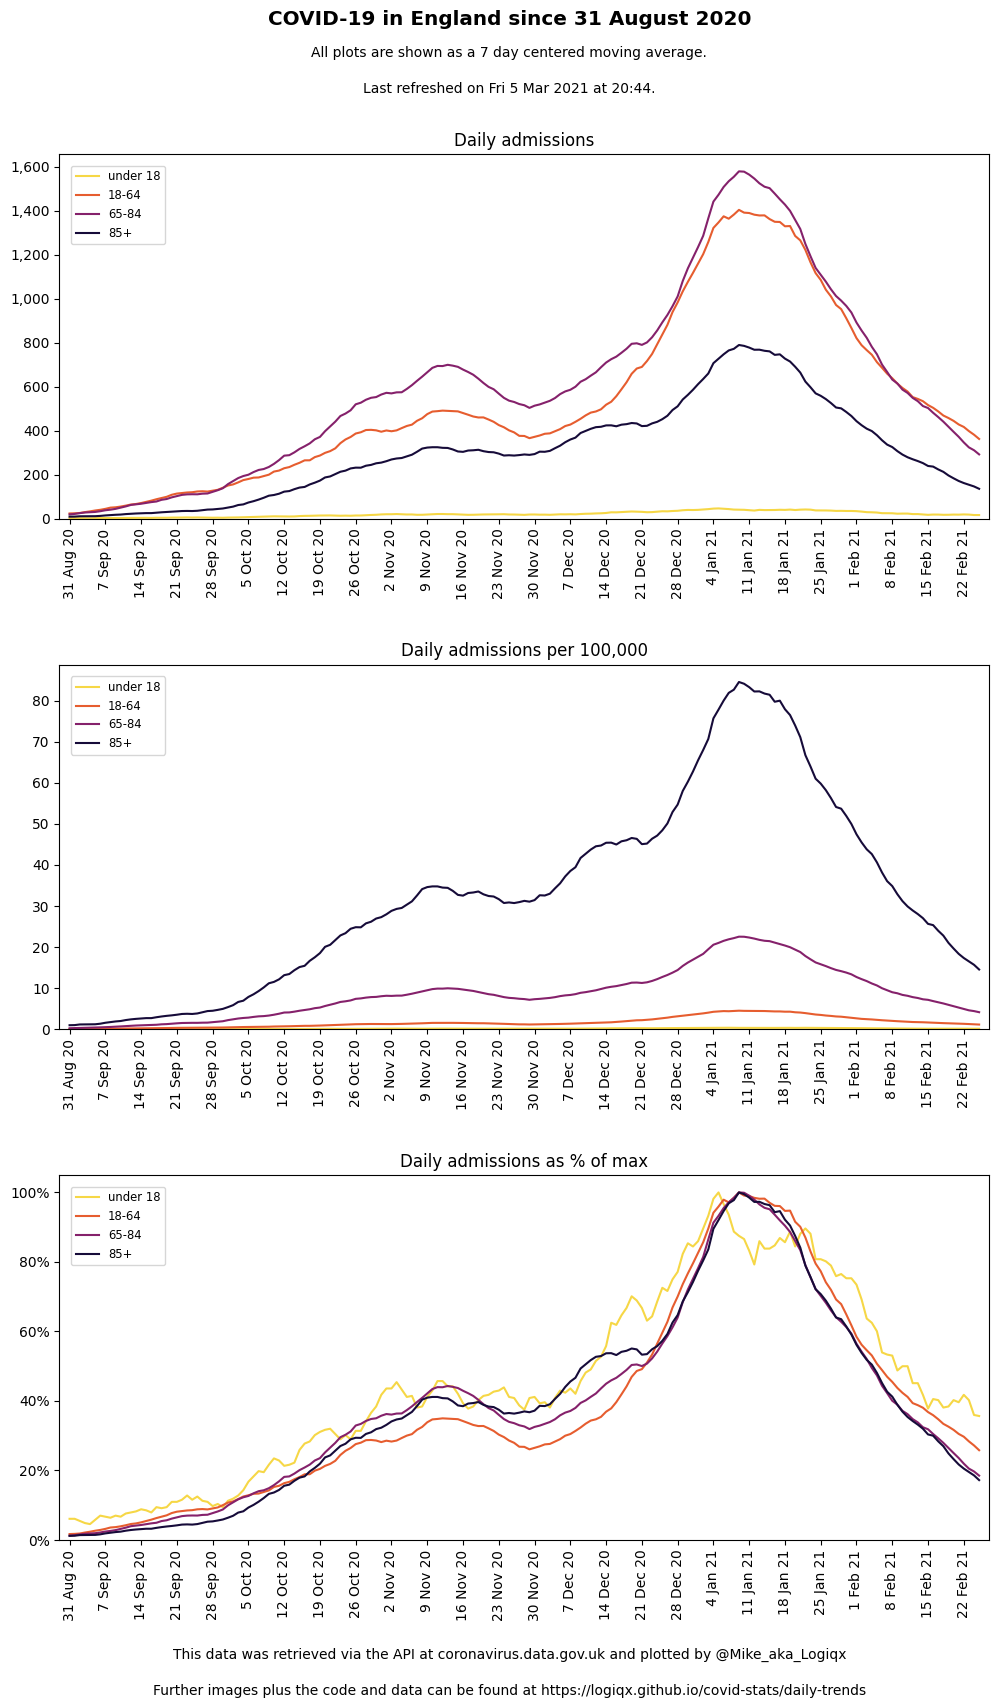 COVID-19 in England since 31 August 2020
All plots are shown as a 7 day centered moving average.
Last refreshed on Fri 5 Mar 2021 at 20:44.
Daily admissions
1,600
1,400
1,200
1,000
800
600
400
200
0
under 18
18-64
65-84
85+
31 Aug 20
7 Sep 20
14 Sep 20
21 Sep 20
28 Sep 20
5 Oct 20
12 Oct 20
19 Oct 20
26 Oct 20
2 Nov 20
9 Nov 20
16 Nov 20
23 Nov 20
30 Nov 20
7 Dec 20
14 Dec 20
21 Dec 20
28 Dec 20
4 Jan 21
11 Jan 21
18 Jan 21
25 Jan 21
1 Feb 21
8 Feb 21
15 Feb 21
22 Feb 21
Daily admissions per 100,000
80
70
60
50
40
30
20
10
0
under 18
18-64
65-84
85+
31 Aug 20
7 Sep 20
14 Sep 20
21 Sep 20
28 Sep 20
5 Oct 20
12 Oct 20
19 Oct 20
26 Oct 20
2 Nov 20
9 Nov 20
16 Nov 20
23 Nov 20
30 Nov 20
7 Dec 20
14 Dec 20
21 Dec 20
28 Dec 20
4 Jan 21
11 Jan 21
18 Jan 21
25 Jan 21
1 Feb 21
8 Feb 21
15 Feb 21
22 Feb 21
Daily admissions as % of max
100%
80%
60%
40%
20%
0%
under 18
18-64
65-84
85+
31 Aug 20
7 Sep 20
14 Sep 20
21 Sep 20
28 Sep 20
5 Oct 20
12 Oct 20
19 Oct 20
26 Oct 20
2 Nov 20
9 Nov 20
16 Nov 20
23 Nov 20
30 Nov 20
7 Dec 20
14 Dec 20
21 Dec 20
28 Dec 20
4 Jan 21
11 Jan 21
18 Jan 21
25 Jan 21
1 Feb 21
8 Feb 21
15 Feb 21
22 Feb 21
This data was retrieved via the API at coronavirus.data.gov.uk and plotted by @Mike_aka_Logiqx
Further images plus the code and data can be found at https://logiqx.github.io/covid-stats/daily-trends